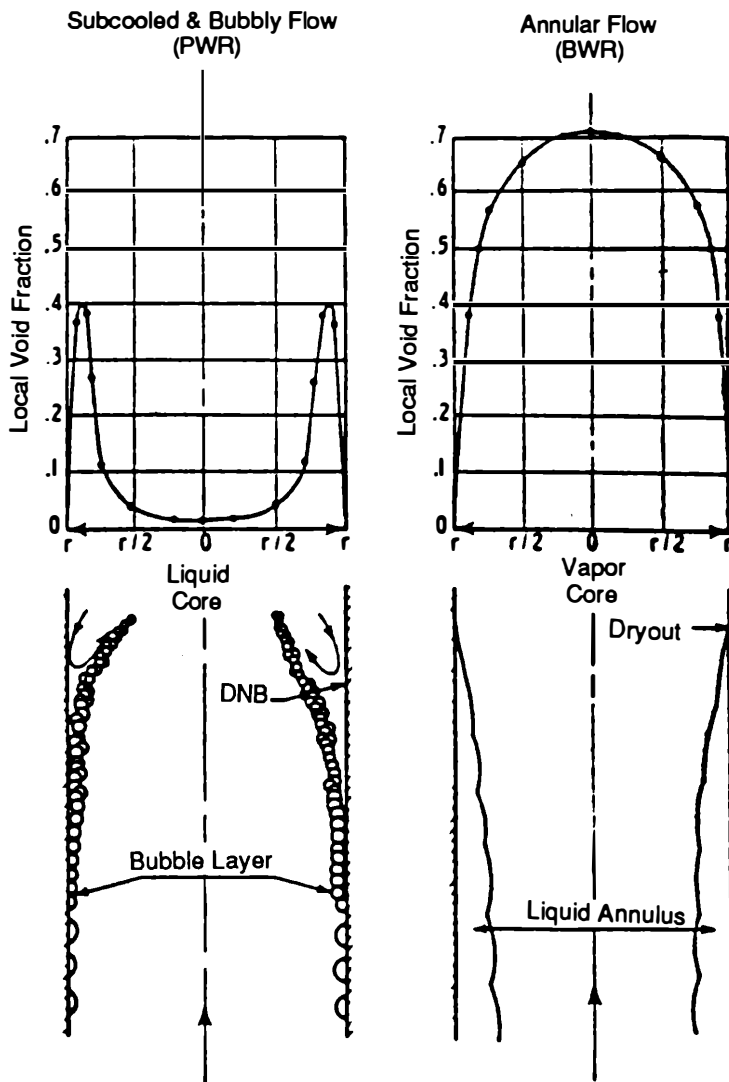 Subcooled & Bubbly Flow
(PWR)
Local Void Fraction
.7
.6
.5
.4
.3
.2
.1
0
r r/2 0 r/2 r
Liquid
Core
DNB
Bubble Layer
Annular Flow
(BWR)
Local Void Fraction
.7
.6
.5
.4
.3
.2
.1
0
r r/2 0 r/2 r
Vapor
Core
Dryout
Liquid Annulus